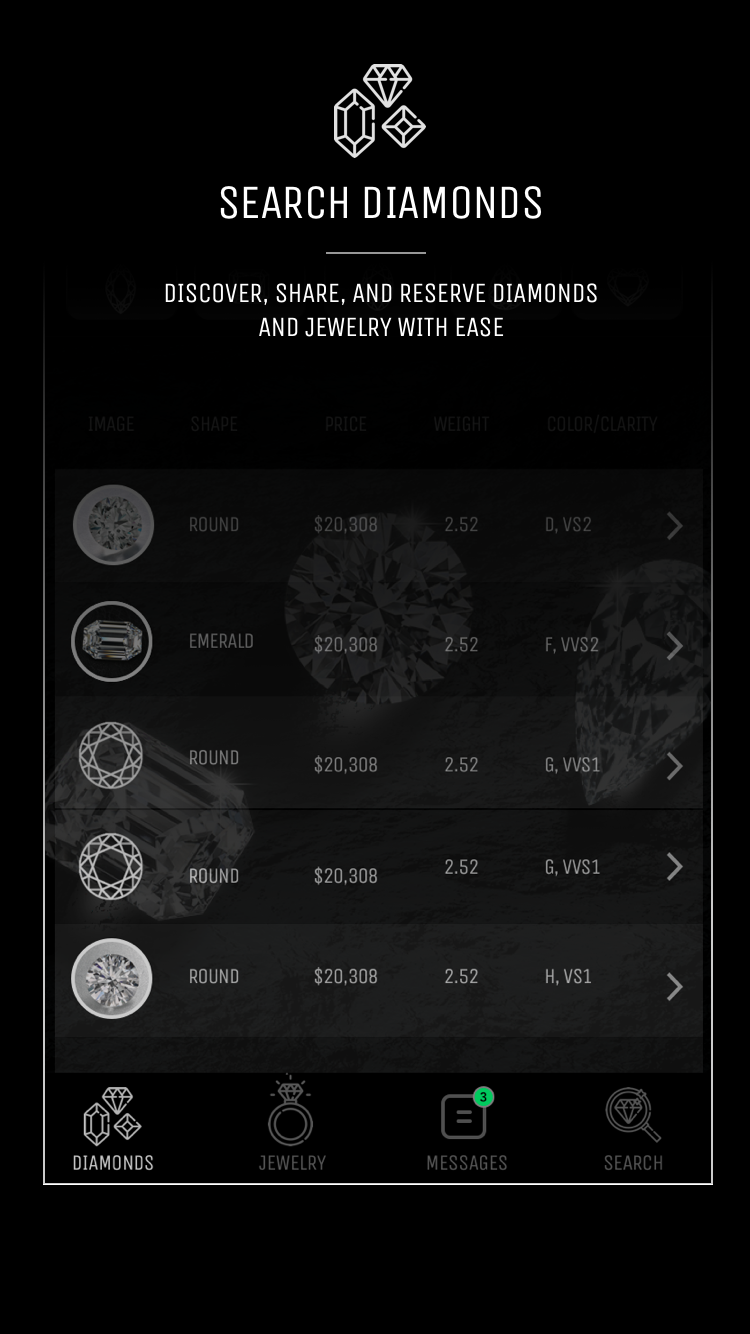 SEARCH DIAMONDS
DISCOVER, SHARE, AND RESERVE DIAMONDS
AND JEWELRY WITH EASE
IMAGE SHAPE PRICE WEIGHT COLOR/CLARITY
ROUND $20,308 2.52 D, VS2
EMERALD $20,308 2.52 F, VVS2
ROUND $20,308 2.52 G, VVS1
ROUND $20,308 2.52 G, VVS1
ROUND $20,308 2.52 H, VS1
3
DIAMONDS JEWELRY MESSAGES SEARCH